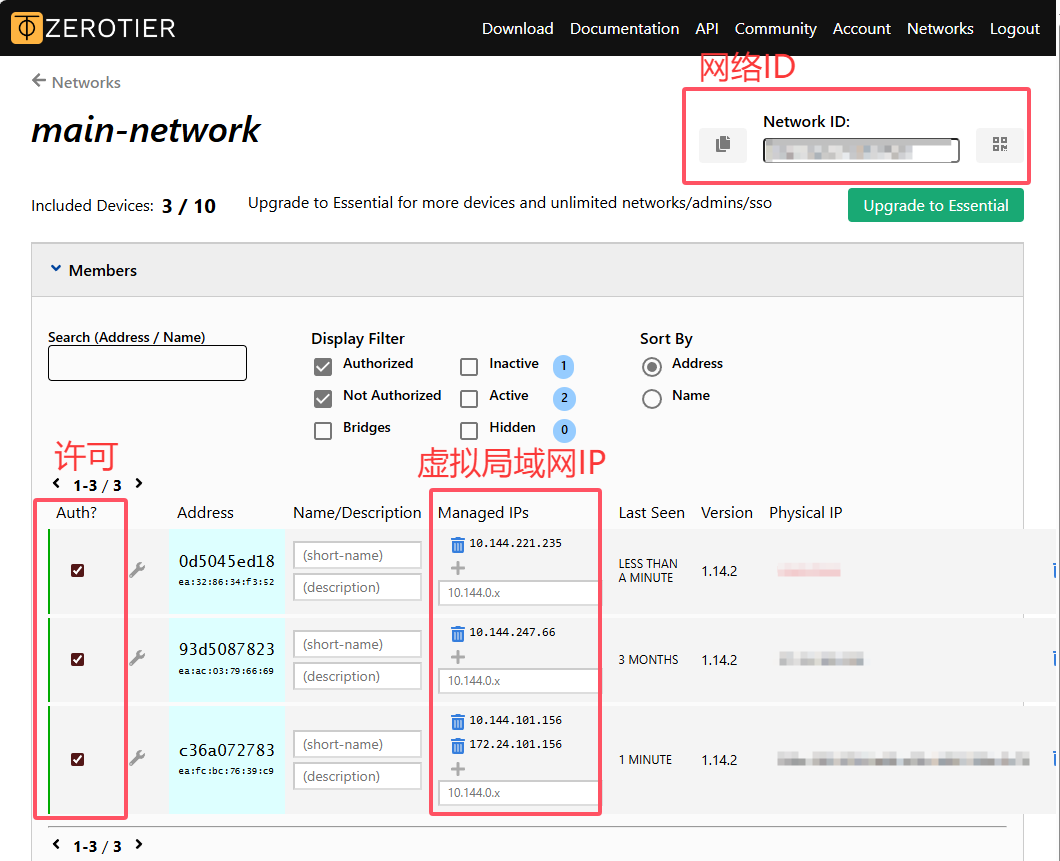 ZEROTIER
Download Documentation API Community Account Networks Logout
网络ID
Networks
main-network
Network ID:
Included Devices: 3 / 10
Upgrade to Essential for more devices and unlimited networks/admins/sso
Upgrade to Essential
Members
Search (Address / Name)
Display Filter
Sort By
Authorized Inactive 1 Address
Not Authorized Active 2 Name
Bridges Hidden 0
许可
虚拟局域网IP
1-3 / 3
Auth? Address Name/Description Managed IPs Last Seen Version Physical IP
0d5045ed18
ea:32:86:34:f3:52
(short-name)
(description)
10.144.221.235
10.144.0.x
LESS THAN
A MINUTE
1.14.2
93d5087823
ea:ac:03:79:66:69
(short-name)
(description)
10.144.247.66
10.144.0.x
3 MONTHS
1.14.2
c36a072783
ea:fc:bc:76:39:c9
(short-name)
(description)
10.144.101.156
172.24.101.156
10.144.0.x
1 MINUTE
1.14.2
1-3 / 3